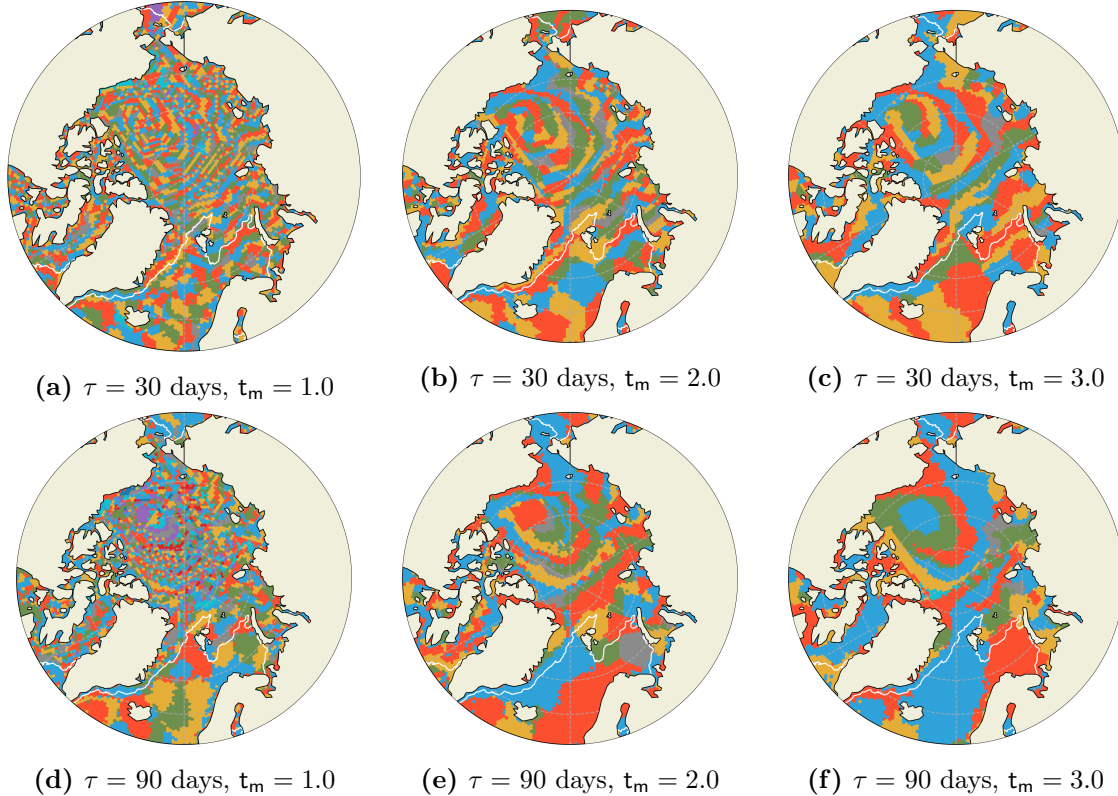 (a) τ = 30 days, tₘ = 1.0
(b) τ = 30 days, tₘ = 2.0
(c) τ = 30 days, tₘ = 3.0
(d) τ = 90 days, tₘ = 1.0
(e) τ = 90 days, tₘ = 2.0
(f) τ = 90 days, tₘ = 3.0